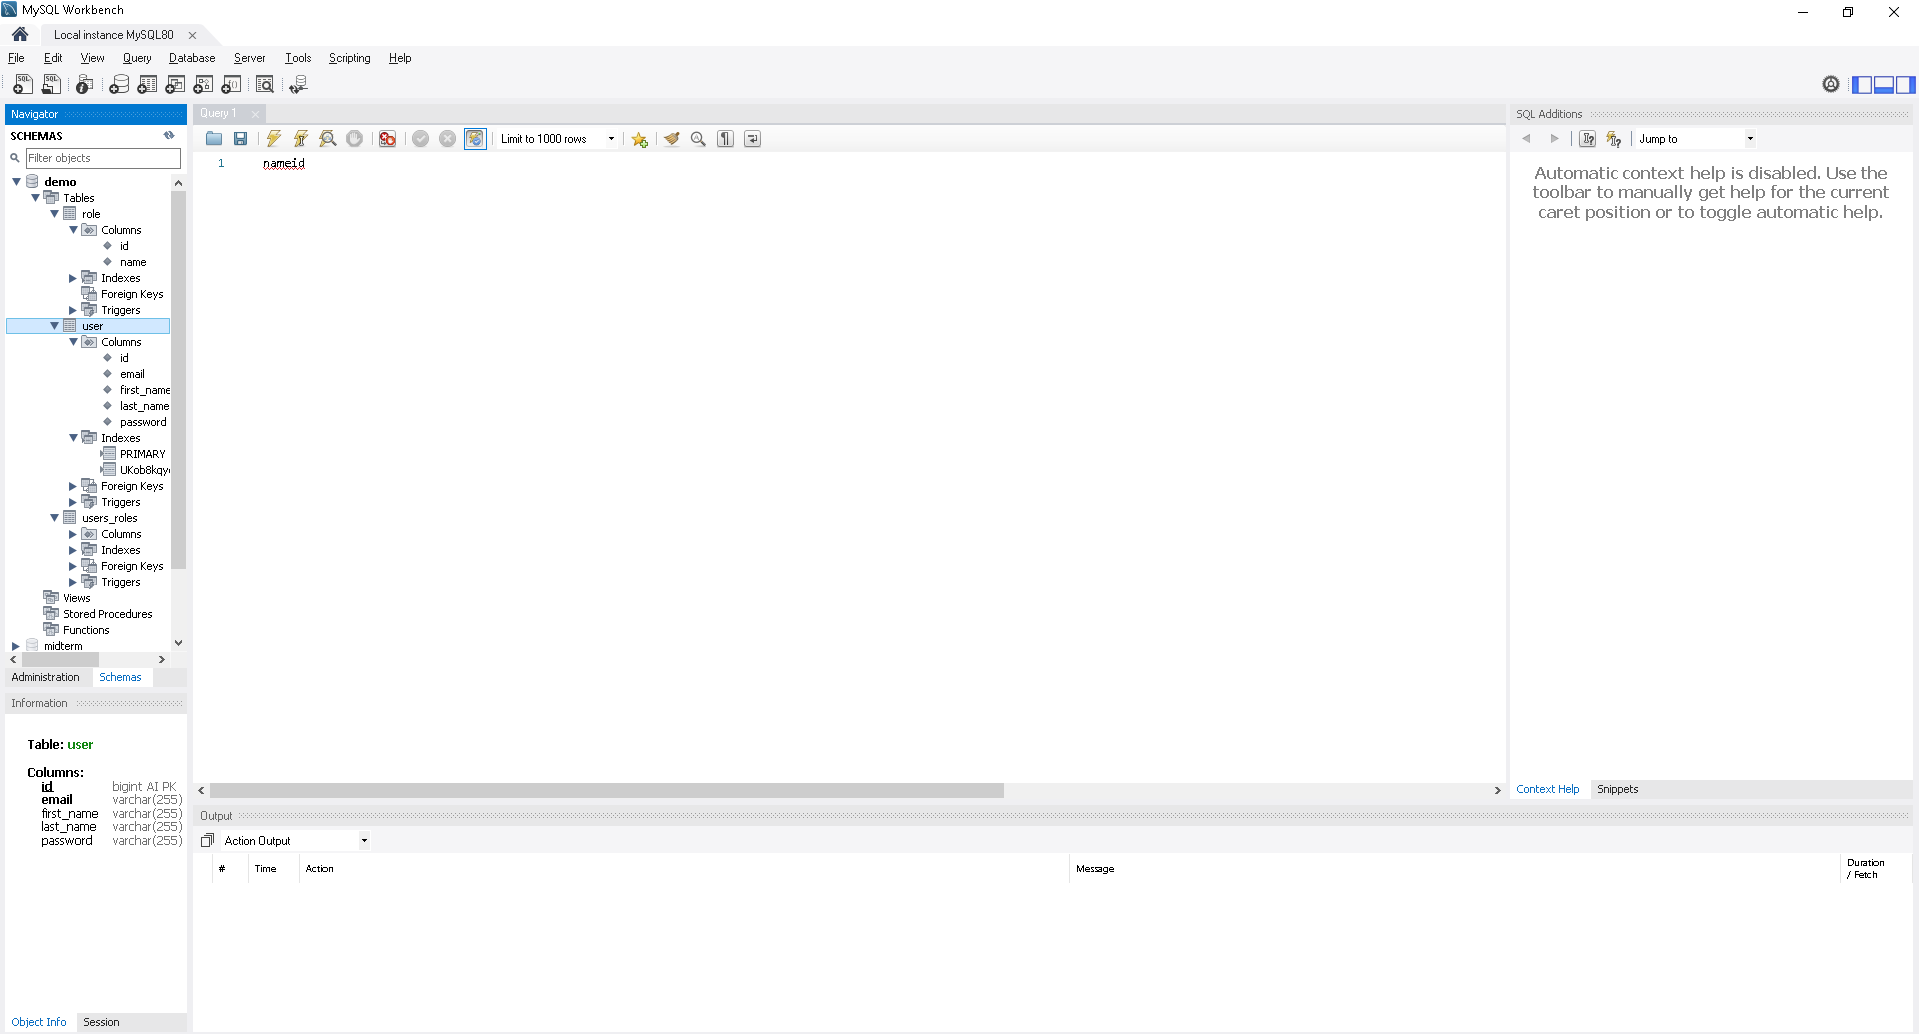 MySQL Workbench
Local instance MySQL80
File Edit View Query Database Server Tools Scripting Help
Navigator
SCHEMAS
Filter objects
demo
Tables
role
Columns
id
name
Indexes
Foreign Keys
Triggers
user
Columns
id
email
first_name
last_name
password
Indexes
PRIMARY
Foreign Keys
Triggers
users_roles
Columns
Indexes
Foreign Keys
Triggers
Views
Stored Procedures
Functions
midterm
Administration Schemas
Information
Table: user
Columns:
id bigint AI PK
email varchar(255)
first_name varchar(255)
last_name varchar(255)
password varchar(255)
Object Info Session
Query 1
Limit to 1000 rows
1 nameid
Output
Action Output
# Time Action Message Duration / Fetch
SQL Additions
Jump to
Automatic context help is disabled. Use the
toolbar to manually get help for the current
caret position or to toggle automatic help.
Context Help Snippets